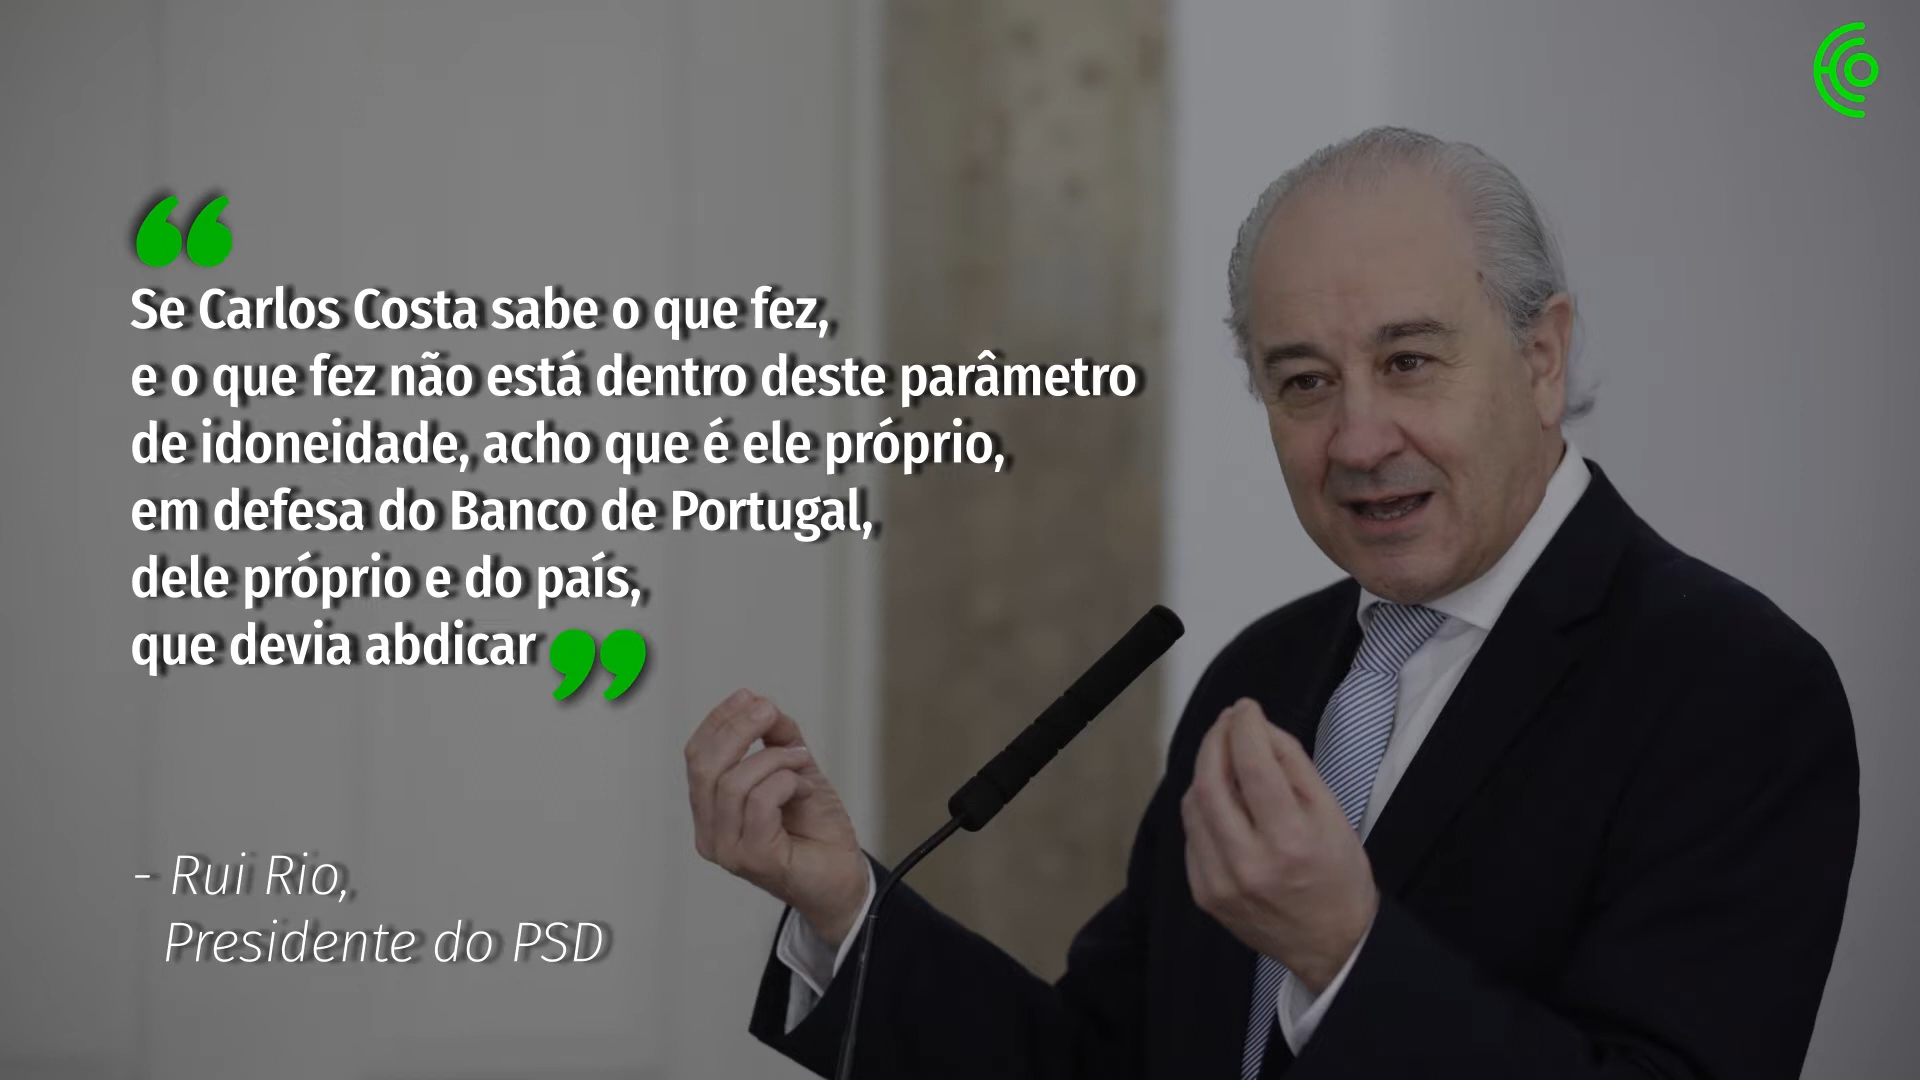 “
Se Carlos Costa sabe o que fez,
e o que fez não está dentro deste parâmetro
de idoneidade, acho que é ele próprio,
em defesa do Banco de Portugal,
dele próprio e do país,
que devia abdicar ”
- Rui Rio,
Presidente do PSD
ECO